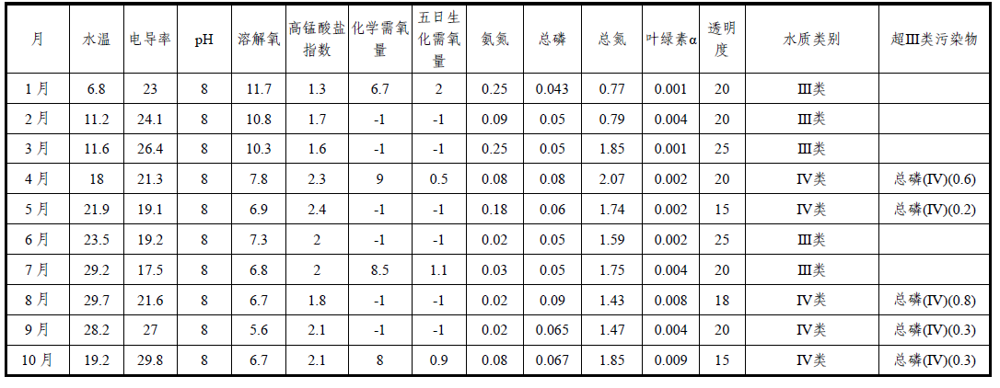 月 水温 电导率 pH 溶解氧 高锰酸盐指数 化学需氧量 五日生化需氧量 氨氮 总磷 总氮 叶绿素α 透明度 水质类别 超Ⅲ类污染物
1月 6.8 23 8 11.7 1.3 6.7 2 0.25 0.043 0.77 0.001 20 Ⅲ类
2月 11.2 24.1 8 10.8 1.7 -1 -1 0.09 0.05 0.79 0.004 20 Ⅲ类
3月 11.6 26.4 8 10.3 1.6 -1 -1 0.25 0.05 1.85 0.001 25 Ⅲ类
4月 18 21.3 8 7.8 2.3 9 0.5 0.08 0.08 2.07 0.002 20 Ⅳ类 总磷(Ⅳ)(0.6)
5月 21.9 19.1 8 6.9 2.4 -1 -1 0.18 0.06 1.74 0.002 15 Ⅳ类 总磷(Ⅳ)(0.2)
6月 23.5 19.2 8 7.3 2 -1 -1 0.02 0.05 1.59 0.002 25 Ⅲ类
7月 29.2 17.5 8 6.8 2 8.5 1.1 0.03 0.05 1.75 0.004 20 Ⅲ类
8月 29.7 21.6 8 6.7 1.8 -1 -1 0.02 0.09 1.43 0.008 18 Ⅳ类 总磷(Ⅳ)(0.8)
9月 28.2 27 8 5.6 2.1 -1 -1 0.02 0.065 1.47 0.004 20 Ⅳ类 总磷(Ⅳ)(0.3)
10月 19.2 29.8 8 6.7 2.1 8 0.9 0.08 0.067 1.85 0.009 15 Ⅳ类 总磷(Ⅳ)(0.3)